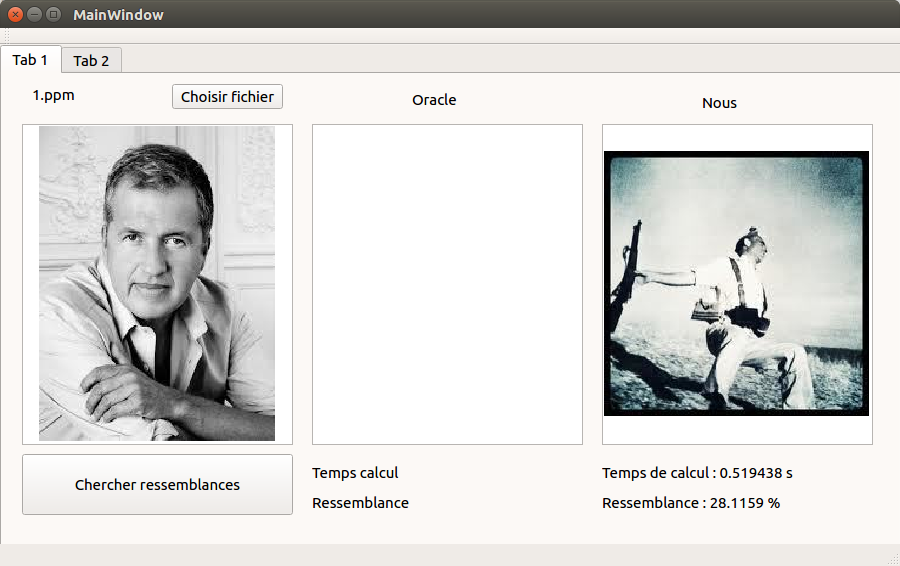 MainWindow
Tab 1
Tab 2
1.ppm
Choisir fichier
Oracle
Nous
Chercher ressemblances
Temps calcul
Temps de calcul : 0.519438 s
Ressemblance
Ressemblance : 28.1159 %